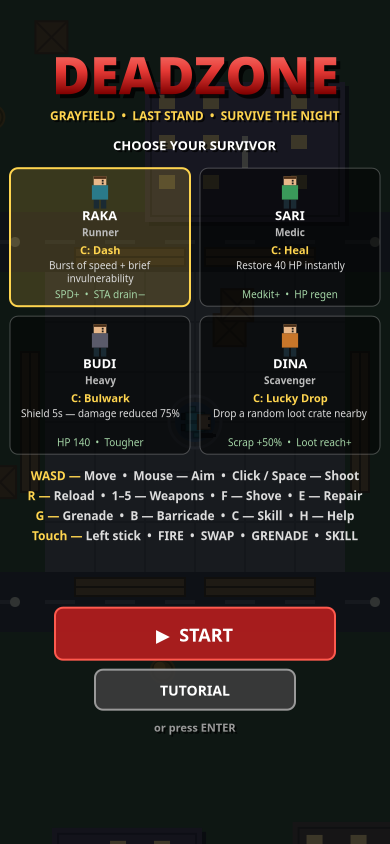 DEADZONE
GRAYFIELD • LAST STAND • SURVIVE THE NIGHT
CHOOSE YOUR SURVIVOR
RAKA
Runner
C: Dash
Burst of speed + brief
invulnerability
SPD+ • STA drain−
SARI
Medic
C: Heal
Restore 40 HP instantly
Medkit+ • HP regen
BUDI
Heavy
C: Bulwark
Shield 5s — damage reduced 75%
HP 140 • Tougher
DINA
Scavenger
C: Lucky Drop
Drop a random loot crate nearby
Scrap +50% • Loot reach+
WASD — Move • Mouse — Aim • Click / Space — Shoot
R — Reload • 1–5 — Weapons • F — Shove • E — Repair
G — Grenade • B — Barricade • C — Skill • H — Help
Touch — Left stick • FIRE • SWAP • GRENADE • SKILL
▶ START
TUTORIAL
or press ENTER